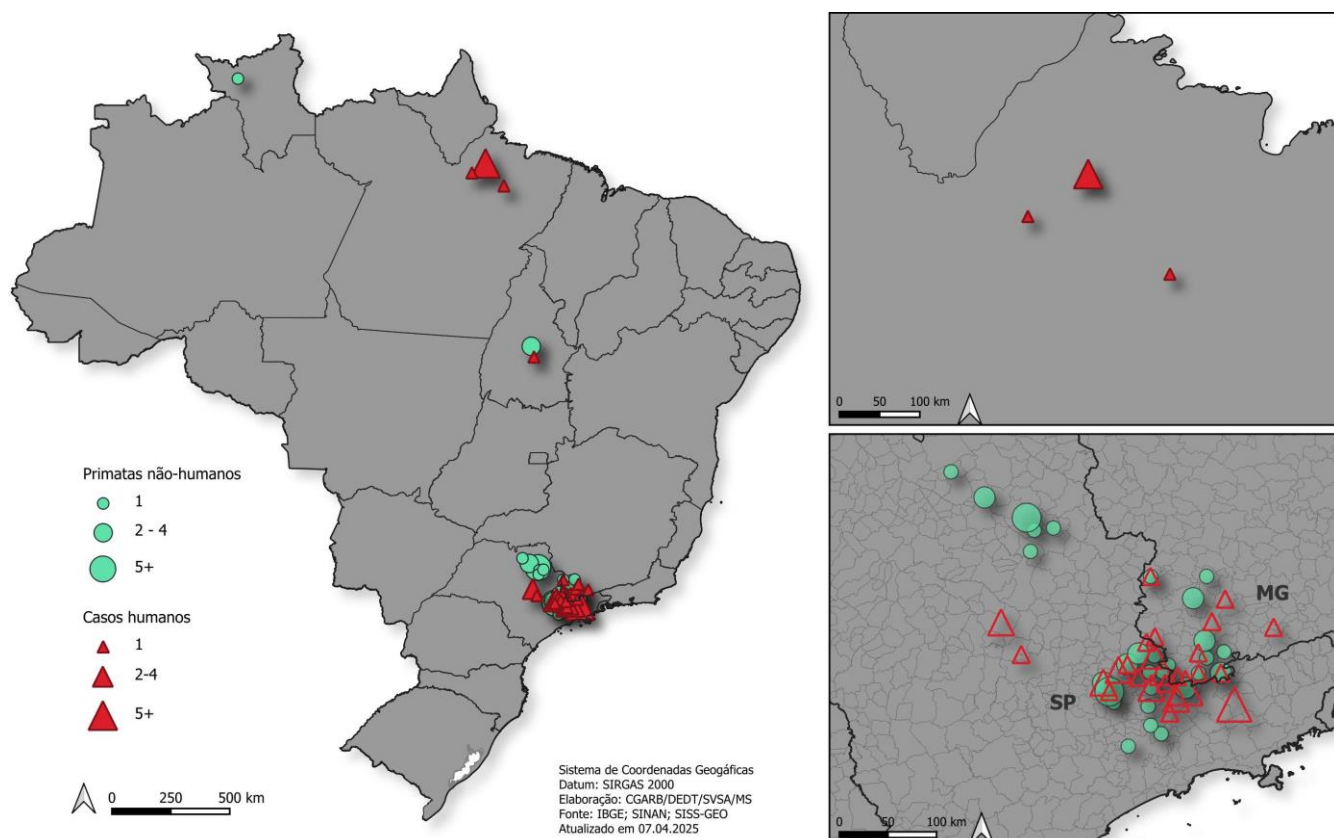 Primatas não-humanos
1
2 - 4
5+
Casos humanos
1
2-4
5+
0 250 500 km
Sistema de Coordenadas Geogáficas
Datum: SIRGAS 2000
Elaboração: CGARB/DEDT/SVSA/MS
Fonte: IBGE; SINAN; SISS-GEO
Atualizado em 07.04.2025
0 50 100 km
MG
SP
0 50 100 km